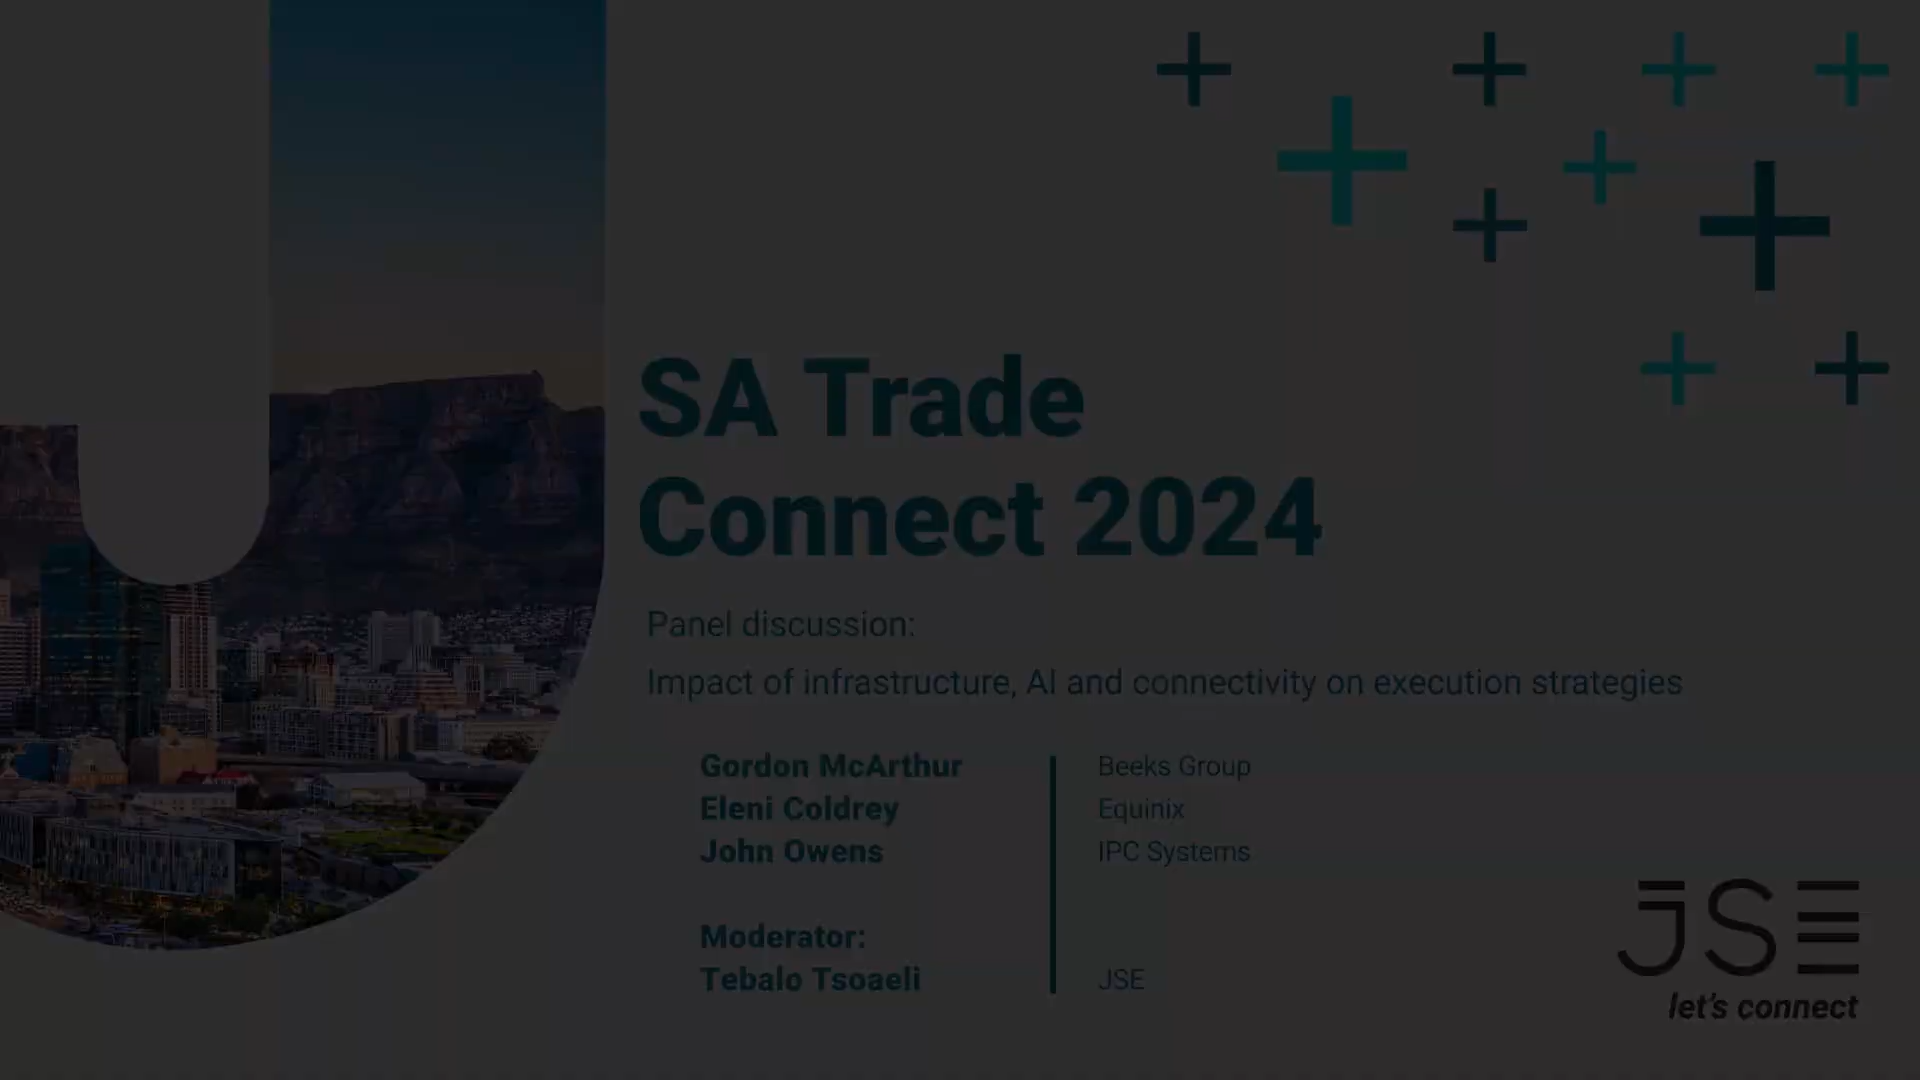 SA Trade
Connect 2024
Panel discussion:
Impact of infrastructure, AI and connectivity on execution strategies
Gordon McArthur Beeks Group
Eleni Coldrey Equinix
John Owens IPC Systems
Moderator:
Tebalo Tsoaeli JSE
JSE
let's connect